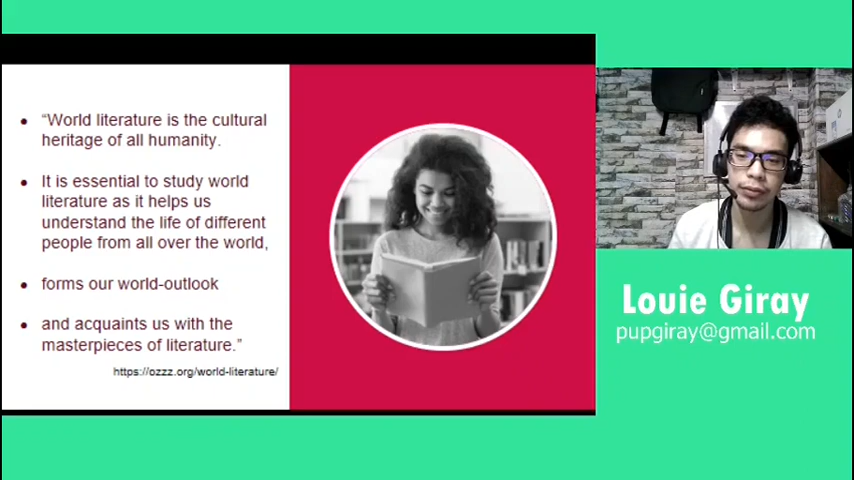 “World literature is the cultural
heritage of all humanity.
It is essential to study world
literature as it helps us
understand the life of different
people from all over the world,
forms our world-outlook
and acquaints us with the
masterpieces of literature.”
https://ozzz.org/world-literature/
Louie Giray
pupgiray@gmail.com